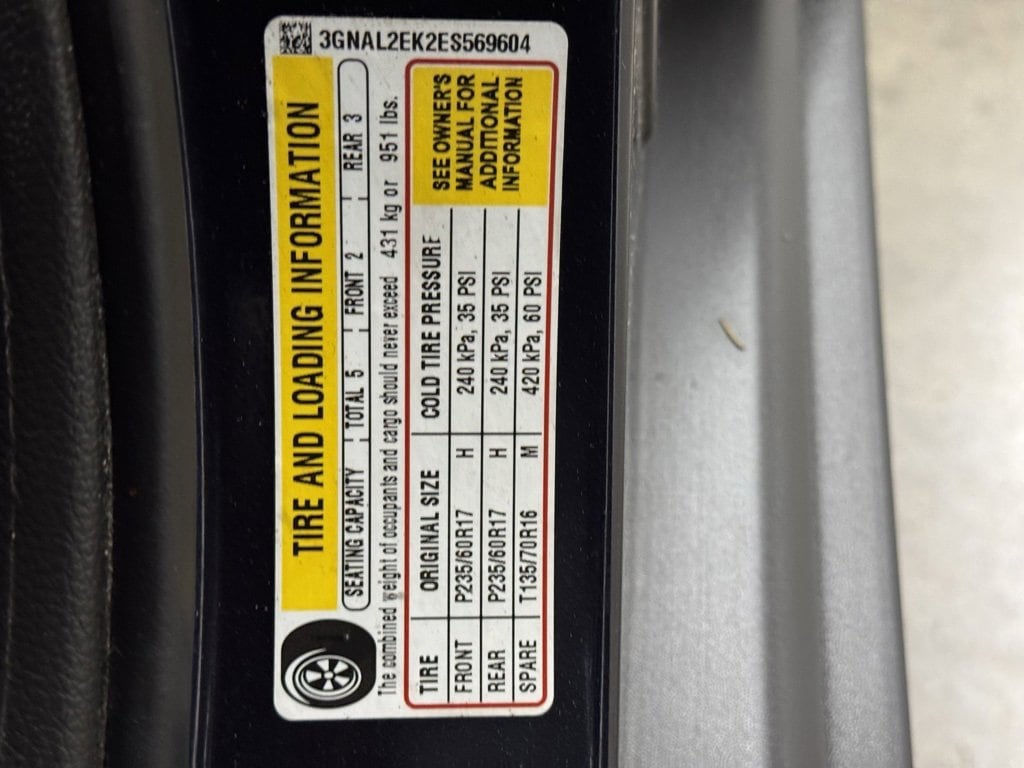 3GNAL2EK2ES569604
TIRE AND LOADING INFORMATION
SEATING CAPACITY TOTAL 5 FRONT 2 REAR 3
The combined weight of occupants and cargo should never exceed 431 kg or 951 lbs.
TIRE ORIGINAL SIZE COLD TIRE PRESSURE
FRONT P235/60R17 H 240 kPa, 35 PSI
REAR P235/60R17 H 240 kPa, 35 PSI
SPARE T135/70R16 M 420 kPa, 60 PSI
SEE OWNER'S
MANUAL FOR
ADDITIONAL
INFORMATION